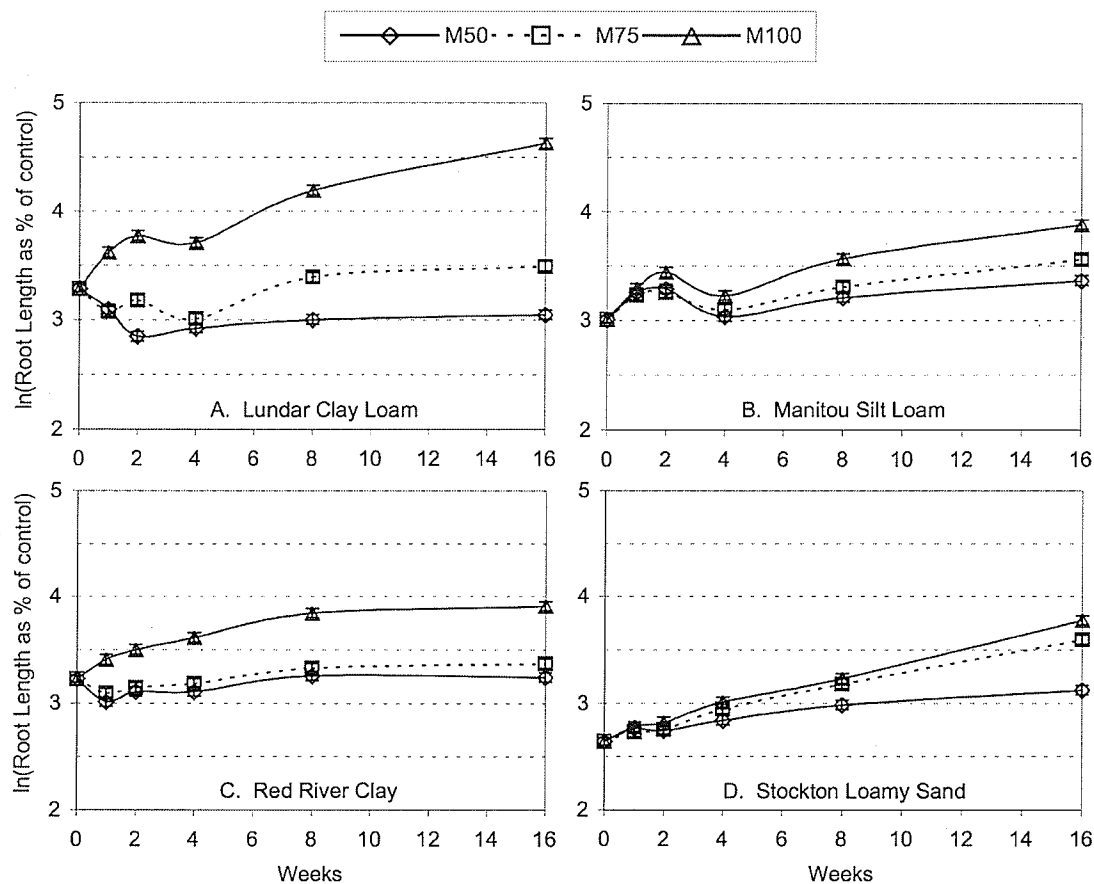 M50 M75 M100
ln(Root Length as % of control)
5
4
3
2
A. Lundar Clay Loam
0 2 4 6 8 10 12 14 16
5
4
3
2
B. Manitou Silt Loam
0 2 4 6 8 10 12 14 16
ln(Root Length as % of control)
5
4
3
2
C. Red River Clay
0 2 4 6 8 10 12 14 16
Weeks
5
4
3
2
D. Stockton Loamy Sand
0 2 4 6 8 10 12 14 16
Weeks